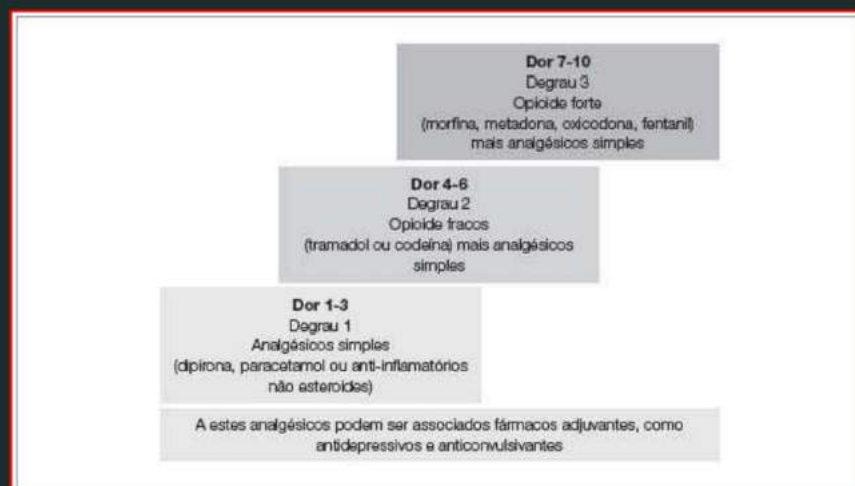 Dor 7-10
Degrau 3
Opioide forte
(morfina, metadona, oxicodona, fentanil)
mais analgésicos simples
Dor 4-6
Degrau 2
Opioide fracos
(tramadol ou codeína) mais analgésicos
simples
Dor 1-3
Degrau 1
Analgésicos simples
(dipirona, paracetamol ou anti-inflamatórios
não esteroides)
A estes analgésicos podem ser associados fármacos adjuvantes, como
antidepressivos e anticonvulsivantes